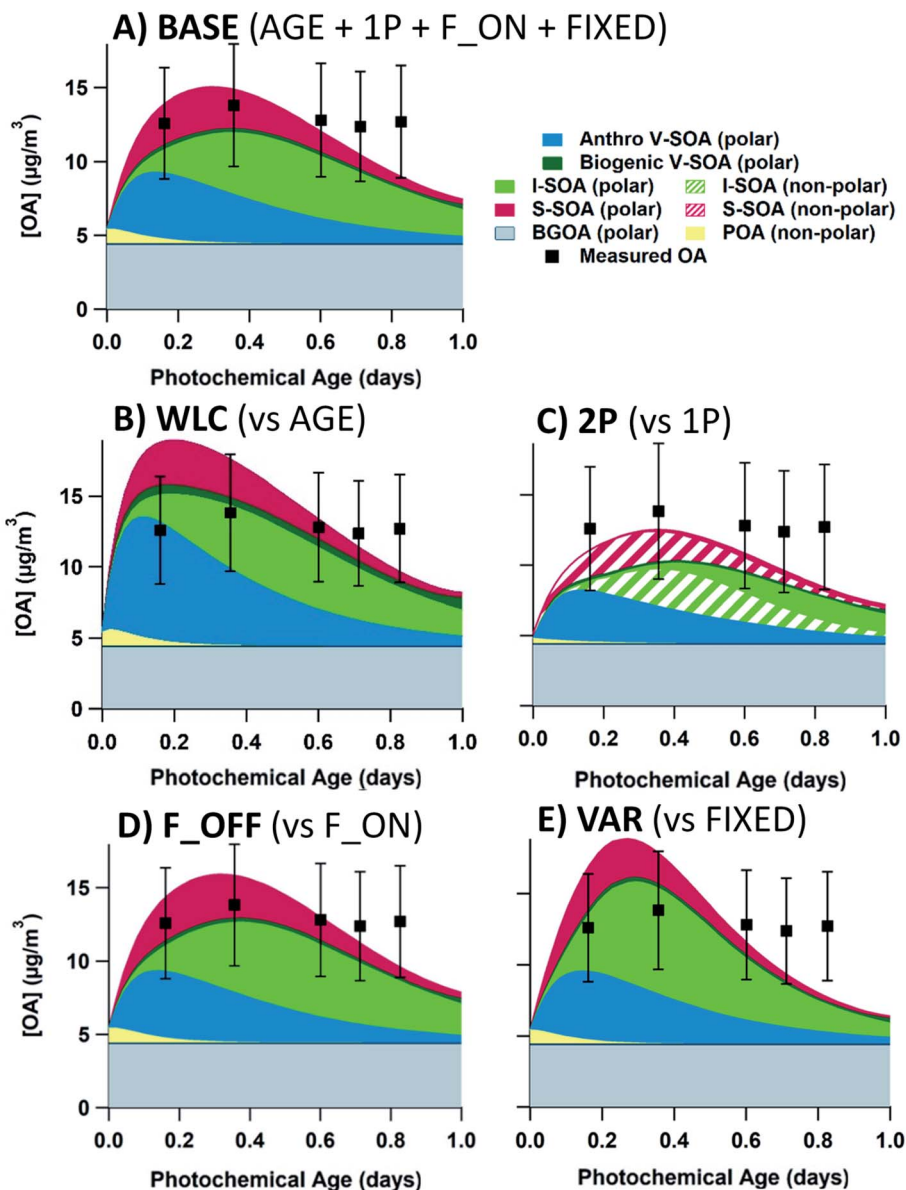 A) BASE (AGE + 1P + F_ON + FIXED)
[OA] (µg/m³)
15
10
5
0
0.0 0.2 0.4 0.6 0.8 1.0
Photochemical Age (days)
Anthro V-SOA (polar)
Biogenic V-SOA (polar)
I-SOA (polar) I-SOA (non-polar)
S-SOA (polar) S-SOA (non-polar)
BGOA (polar) POA (non-polar)
Measured OA
B) WLC (vs AGE)
[OA] (µg/m³)
15
10
5
0
0.0 0.2 0.4 0.6 0.8 1.0
Photochemical Age (days)
C) 2P (vs 1P)
0.0 0.2 0.4 0.6 0.8 1.0
Photochemical Age (days)
D) F_OFF (vs F_ON)
[OA] (µg/m³)
15
10
5
0
0.0 0.2 0.4 0.6 0.8 1.0
Photochemical Age (days)
E) VAR (vs FIXED)
0.0 0.2 0.4 0.6 0.8 1.0
Photochemical Age (days)